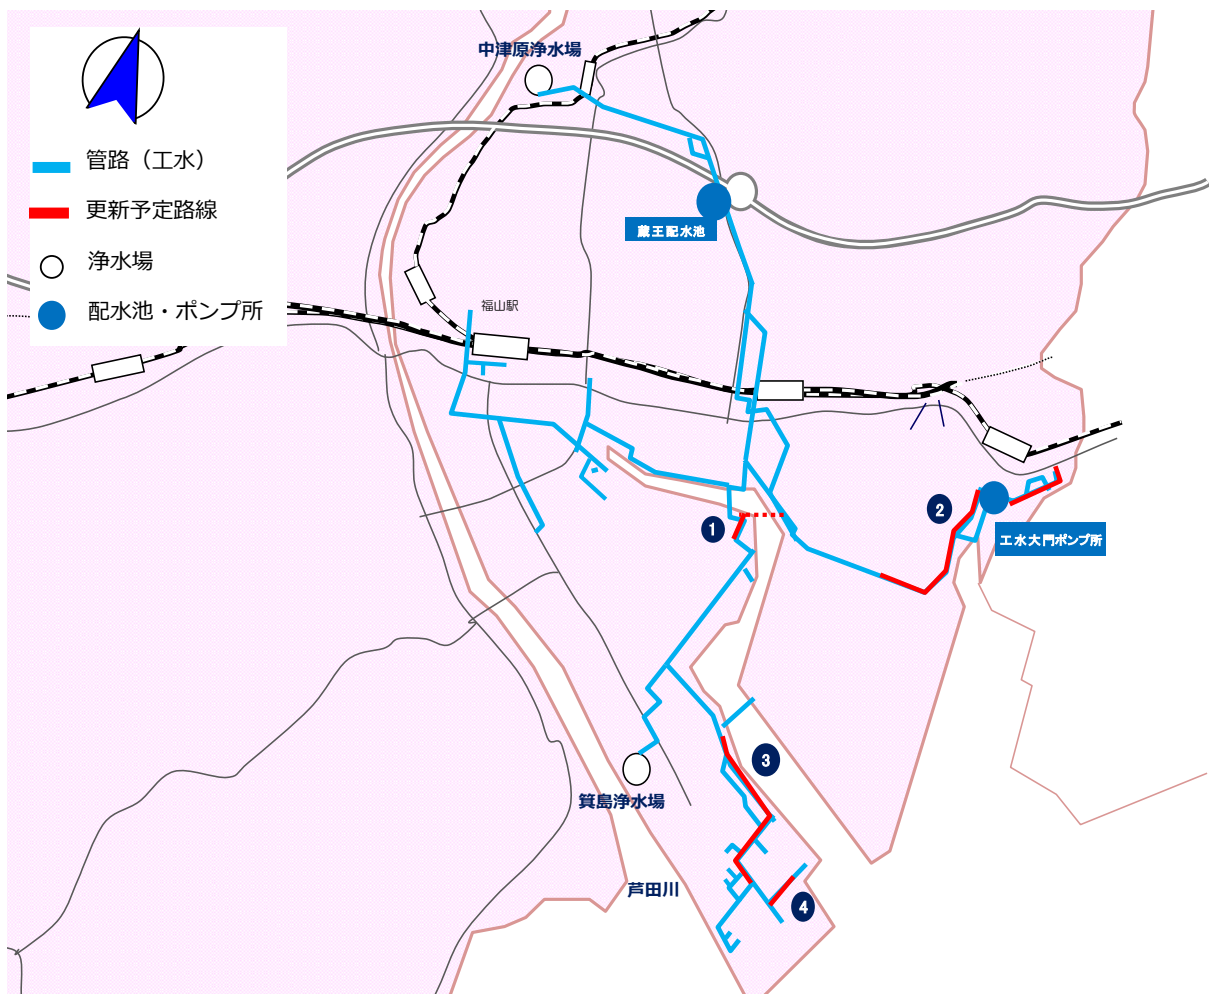 中津原浄水場
管路（工水）
更新予定路線
浄水場
配水池・ポンプ所
蔵王配水池
福山駅
1
2
工水大門ポンプ所
3
箕島浄水場
芦田川
4